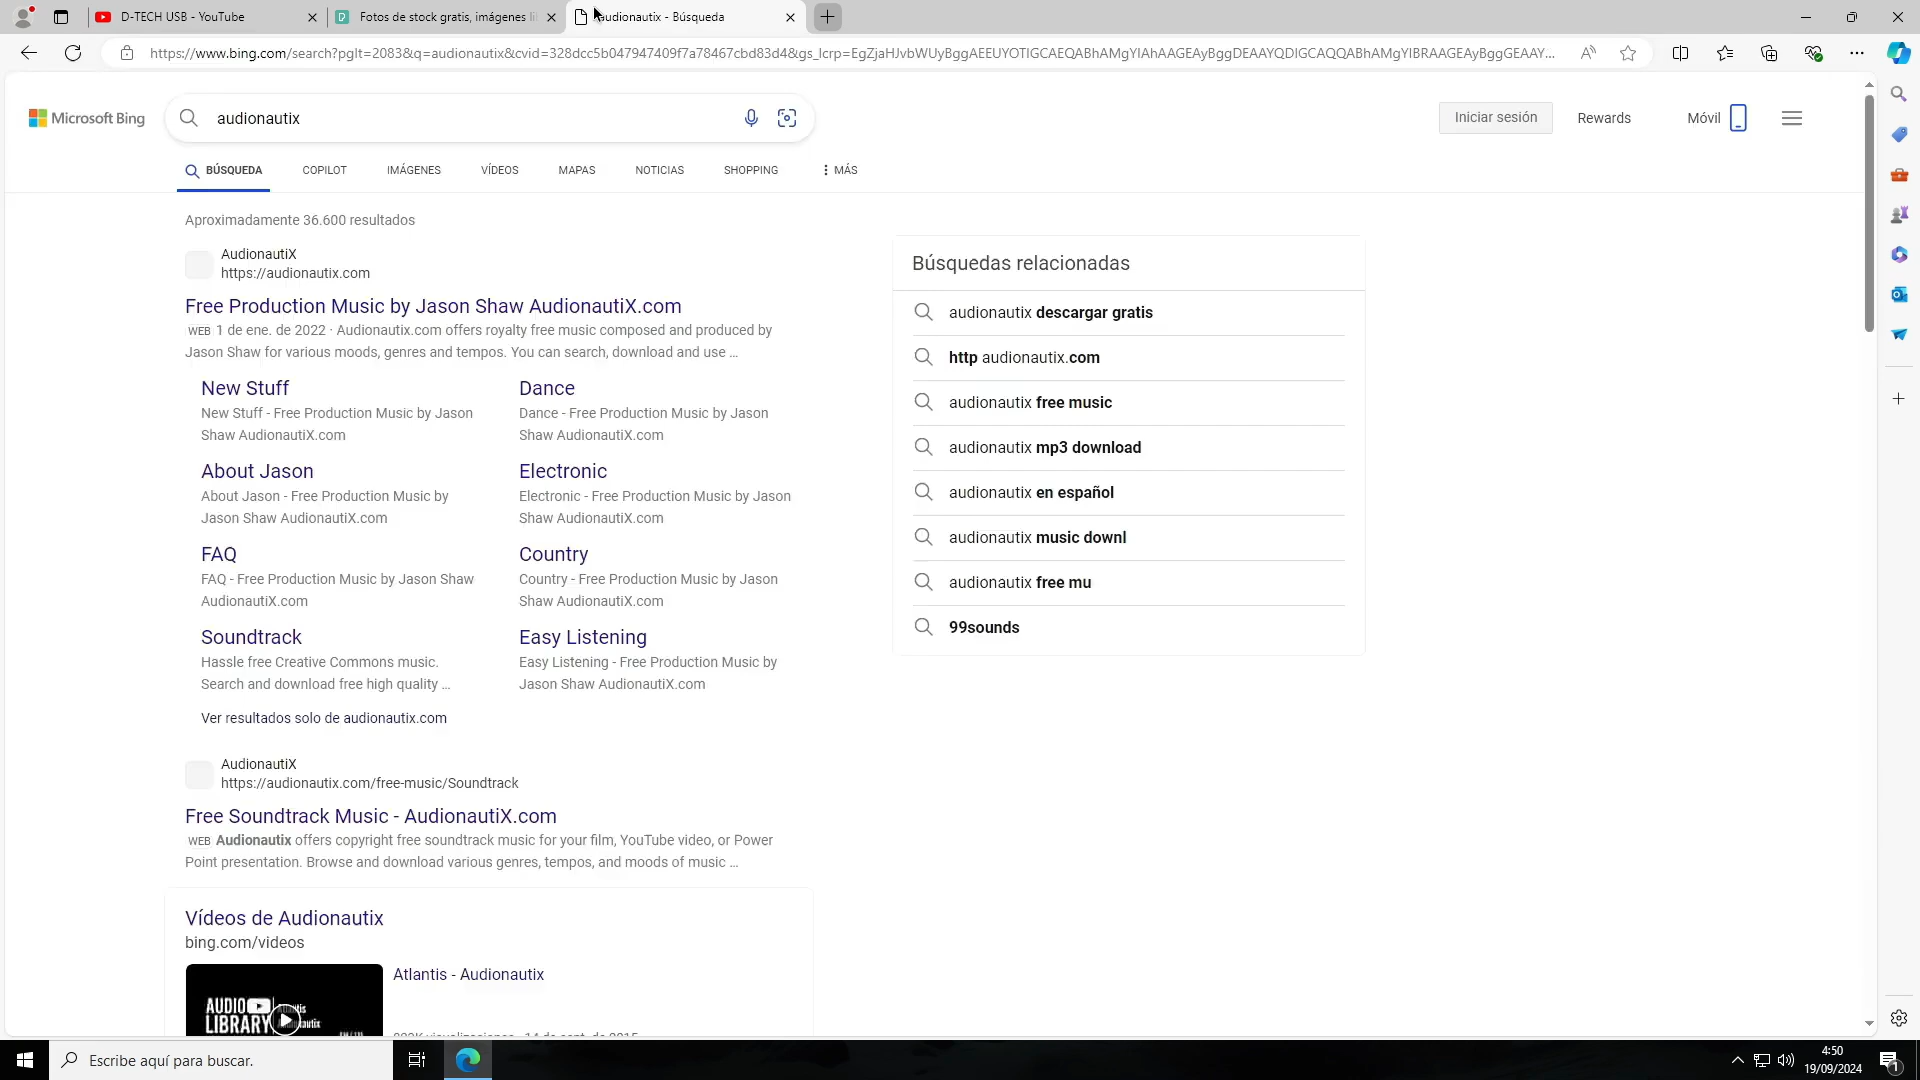 D-TECH USB - YouTube
Fotos de stock gratis, imágenes li
audionautix - Búsqueda
https://www.bing.com/search?pglt=2083&q=audionautix&cvid=328dcc5b047947409f7a78467cbd83d4&gs_lcrp=EgZjaHJvbWUyBggAEEUYOTIGCAEQABhAMgYIAhAAGEAyBggDEAAYQDIGCAQQABhAMgYIBRAAGEAyBggGEAAY...
Microsoft Bing
audionautix
Iniciar sesión
Rewards
Móvil
BÚSQUEDA
COPILOT
IMÁGENES
VÍDEOS
MAPAS
NOTICIAS
SHOPPING
MÁS
Aproximadamente 36.600 resultados
AudionautiX
https://audionautix.com
Free Production Music by Jason Shaw AudionautiX.com
WEB 1 de ene. de 2022 · Audionautix.com offers royalty free music composed and produced by
Jason Shaw for various moods, genres and tempos. You can search, download and use ...
New Stuff
New Stuff - Free Production Music by Jason
Shaw AudionautiX.com
Dance
Dance - Free Production Music by Jason
Shaw AudionautiX.com
About Jason
About Jason - Free Production Music by
Jason Shaw AudionautiX.com
Electronic
Electronic - Free Production Music by Jason
Shaw AudionautiX.com
FAQ
FAQ - Free Production Music by Jason Shaw
AudionautiX.com
Country
Country - Free Production Music by Jason
Shaw AudionautiX.com
Soundtrack
Hassle free Creative Commons music.
Search and download free high quality ...
Easy Listening
Easy Listening - Free Production Music by
Jason Shaw AudionautiX.com
Ver resultados solo de audionautix.com
AudionautiX
https://audionautix.com/free-music/Soundtrack
Free Soundtrack Music - AudionautiX.com
WEB Audionautix offers copyright free soundtrack music for your film, YouTube video, or Power
Point presentation. Browse and download various genres, tempos, and moods of music ...
Vídeos de Audionautix
bing.com/videos
AUDIO
LIBRARY
Atlantis - Audionautix
Búsquedas relacionadas
audionautix descargar gratis
http audionautix.com
audionautix free music
audionautix mp3 download
audionautix en español
audionautix music downl
audionautix free mu
99sounds
Escribe aquí para buscar.
4:50
19/09/2024
1